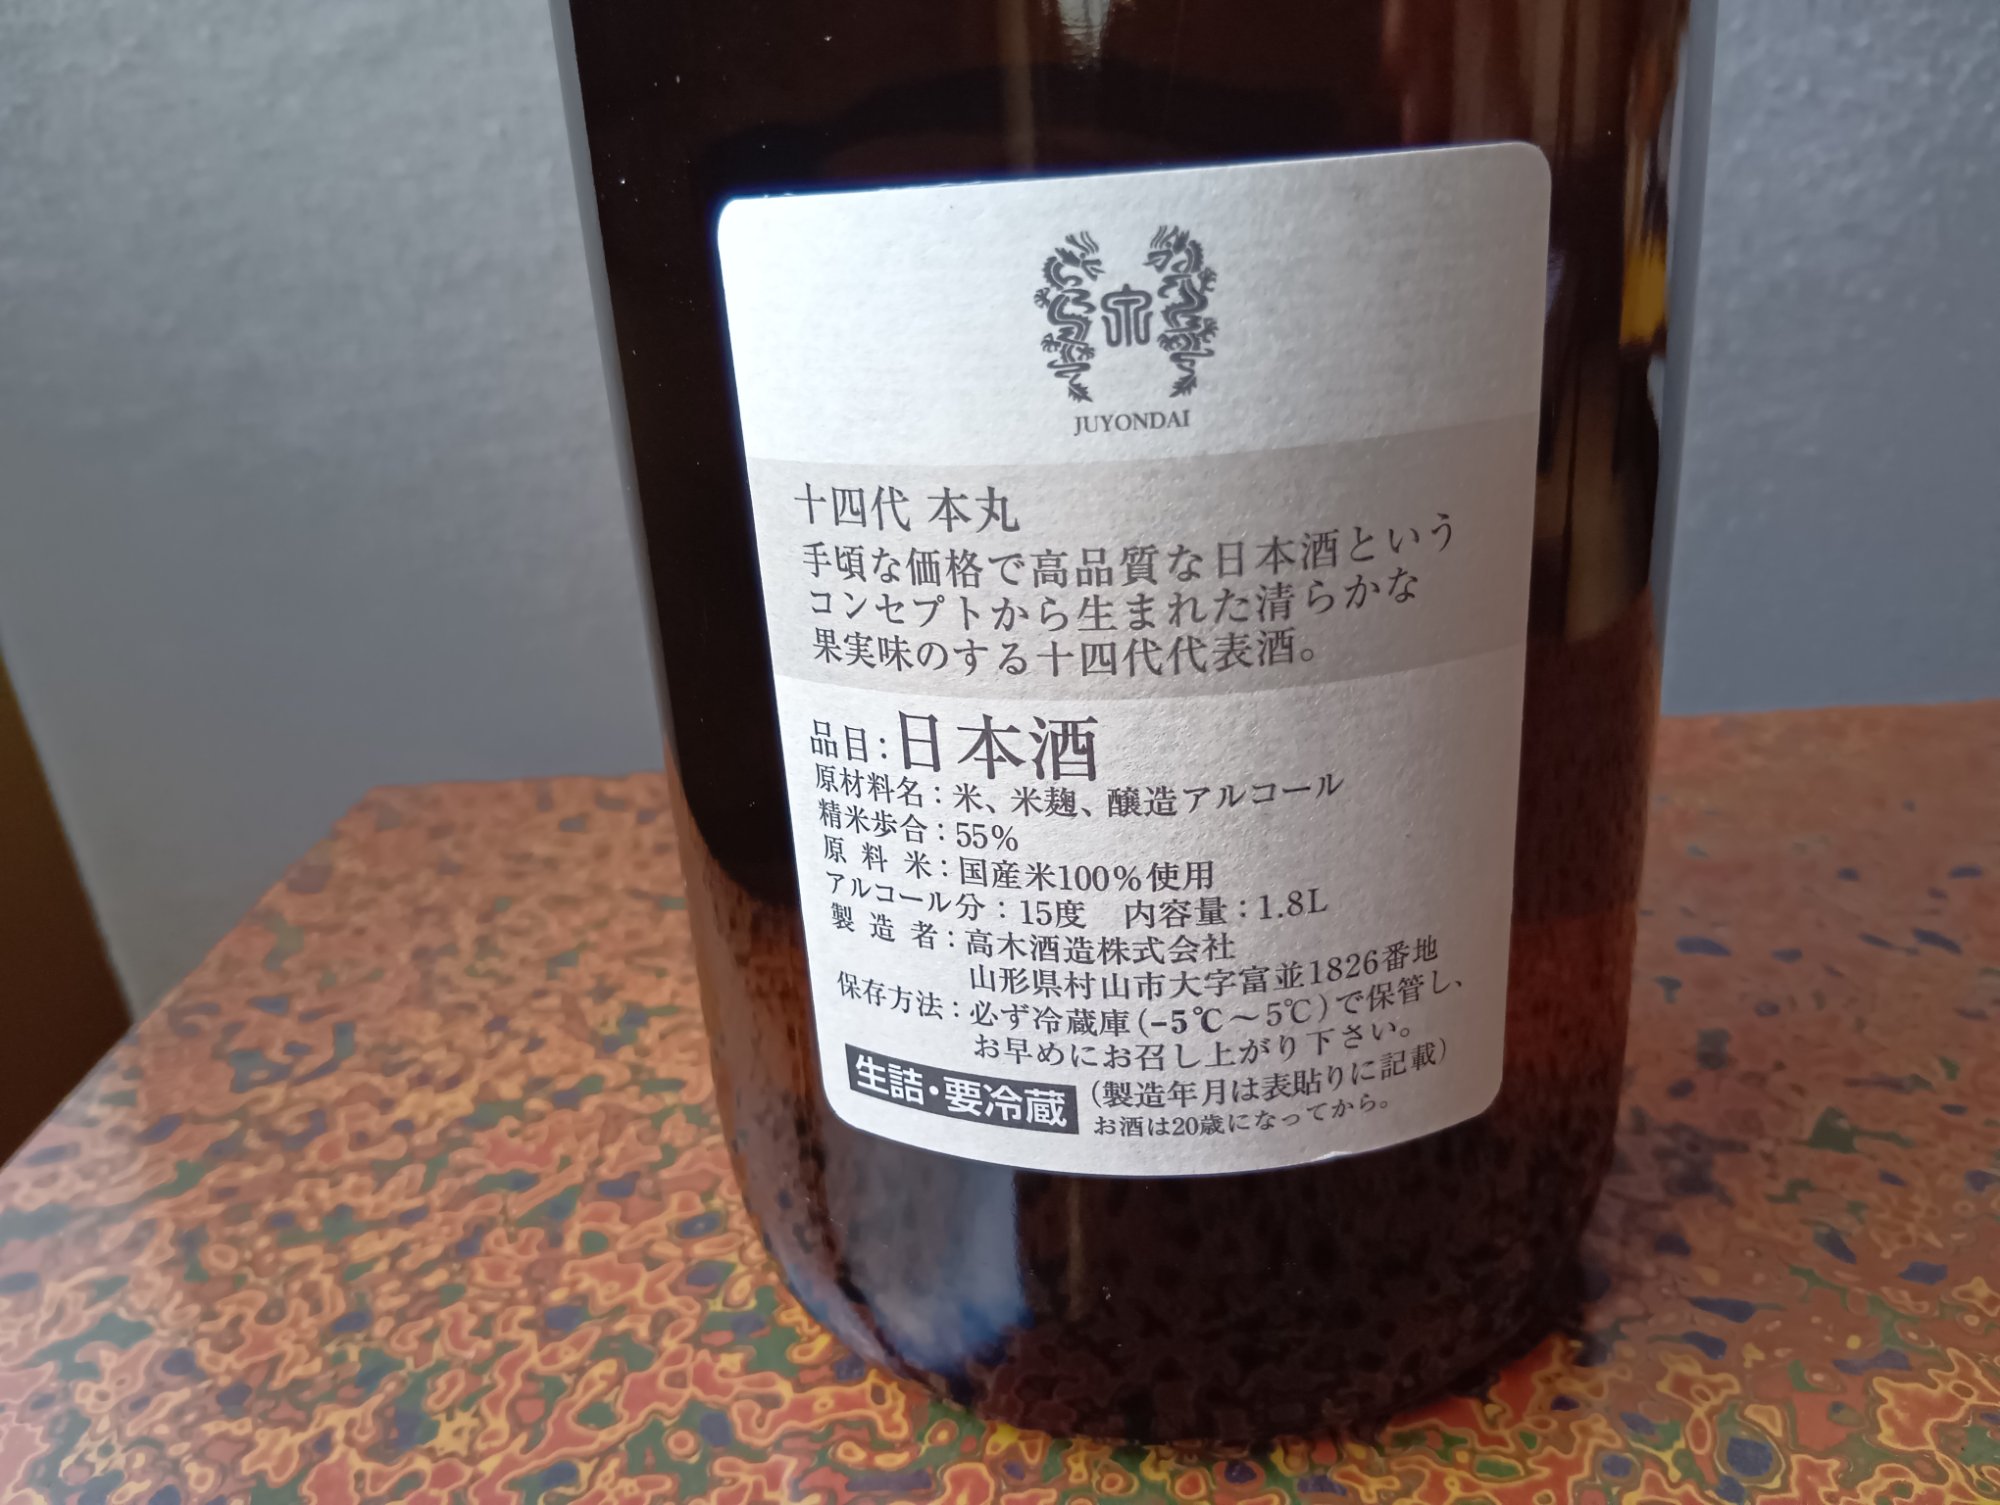 JUYONDAI
十四代 本丸
手頃な価格で高品質な日本酒という
コンセプトから生まれた清らかな
果実味のする十四代代表酒。
品目：日本酒
原材料名：米、米麹、醸造アルコール
精米歩合：55%
原料米：国産米100%使用
アルコール分：15度 内容量：1.8L
製造者：高木酒造株式会社
山形県村山市大字富並1826番地
保存方法：必ず冷蔵庫(−5℃〜5℃)で保管し、
お早めにお召し上がり下さい。
生詰・要冷蔵 (製造年月は表貼りに記載)
お酒は20歳になってから。